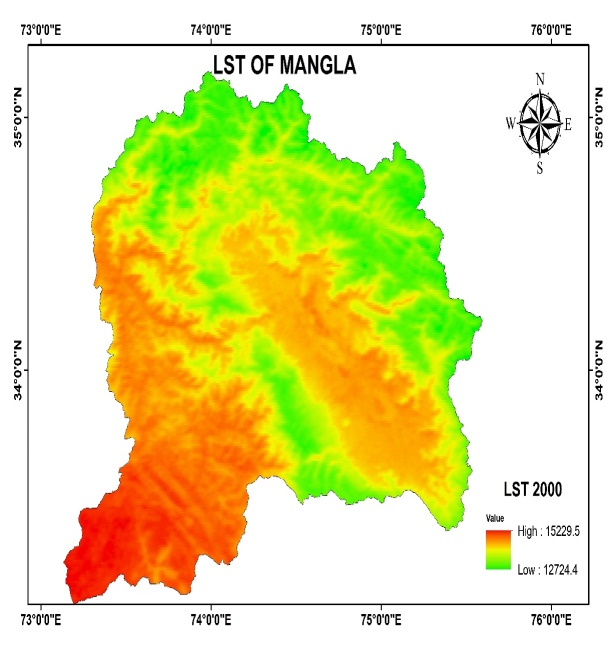 73°0'0"E 74°0'0"E 75°0'0"E 76°0'0"E
LST OF MANGLA
N
W E
S
35°0'0"N 35°0'0"N
34°0'0"N 34°0'0"N
LST 2000
Value
High : 15229.5
Low : 12724.4
73°0'0"E 74°0'0"E 75°0'0"E 76°0'0"E